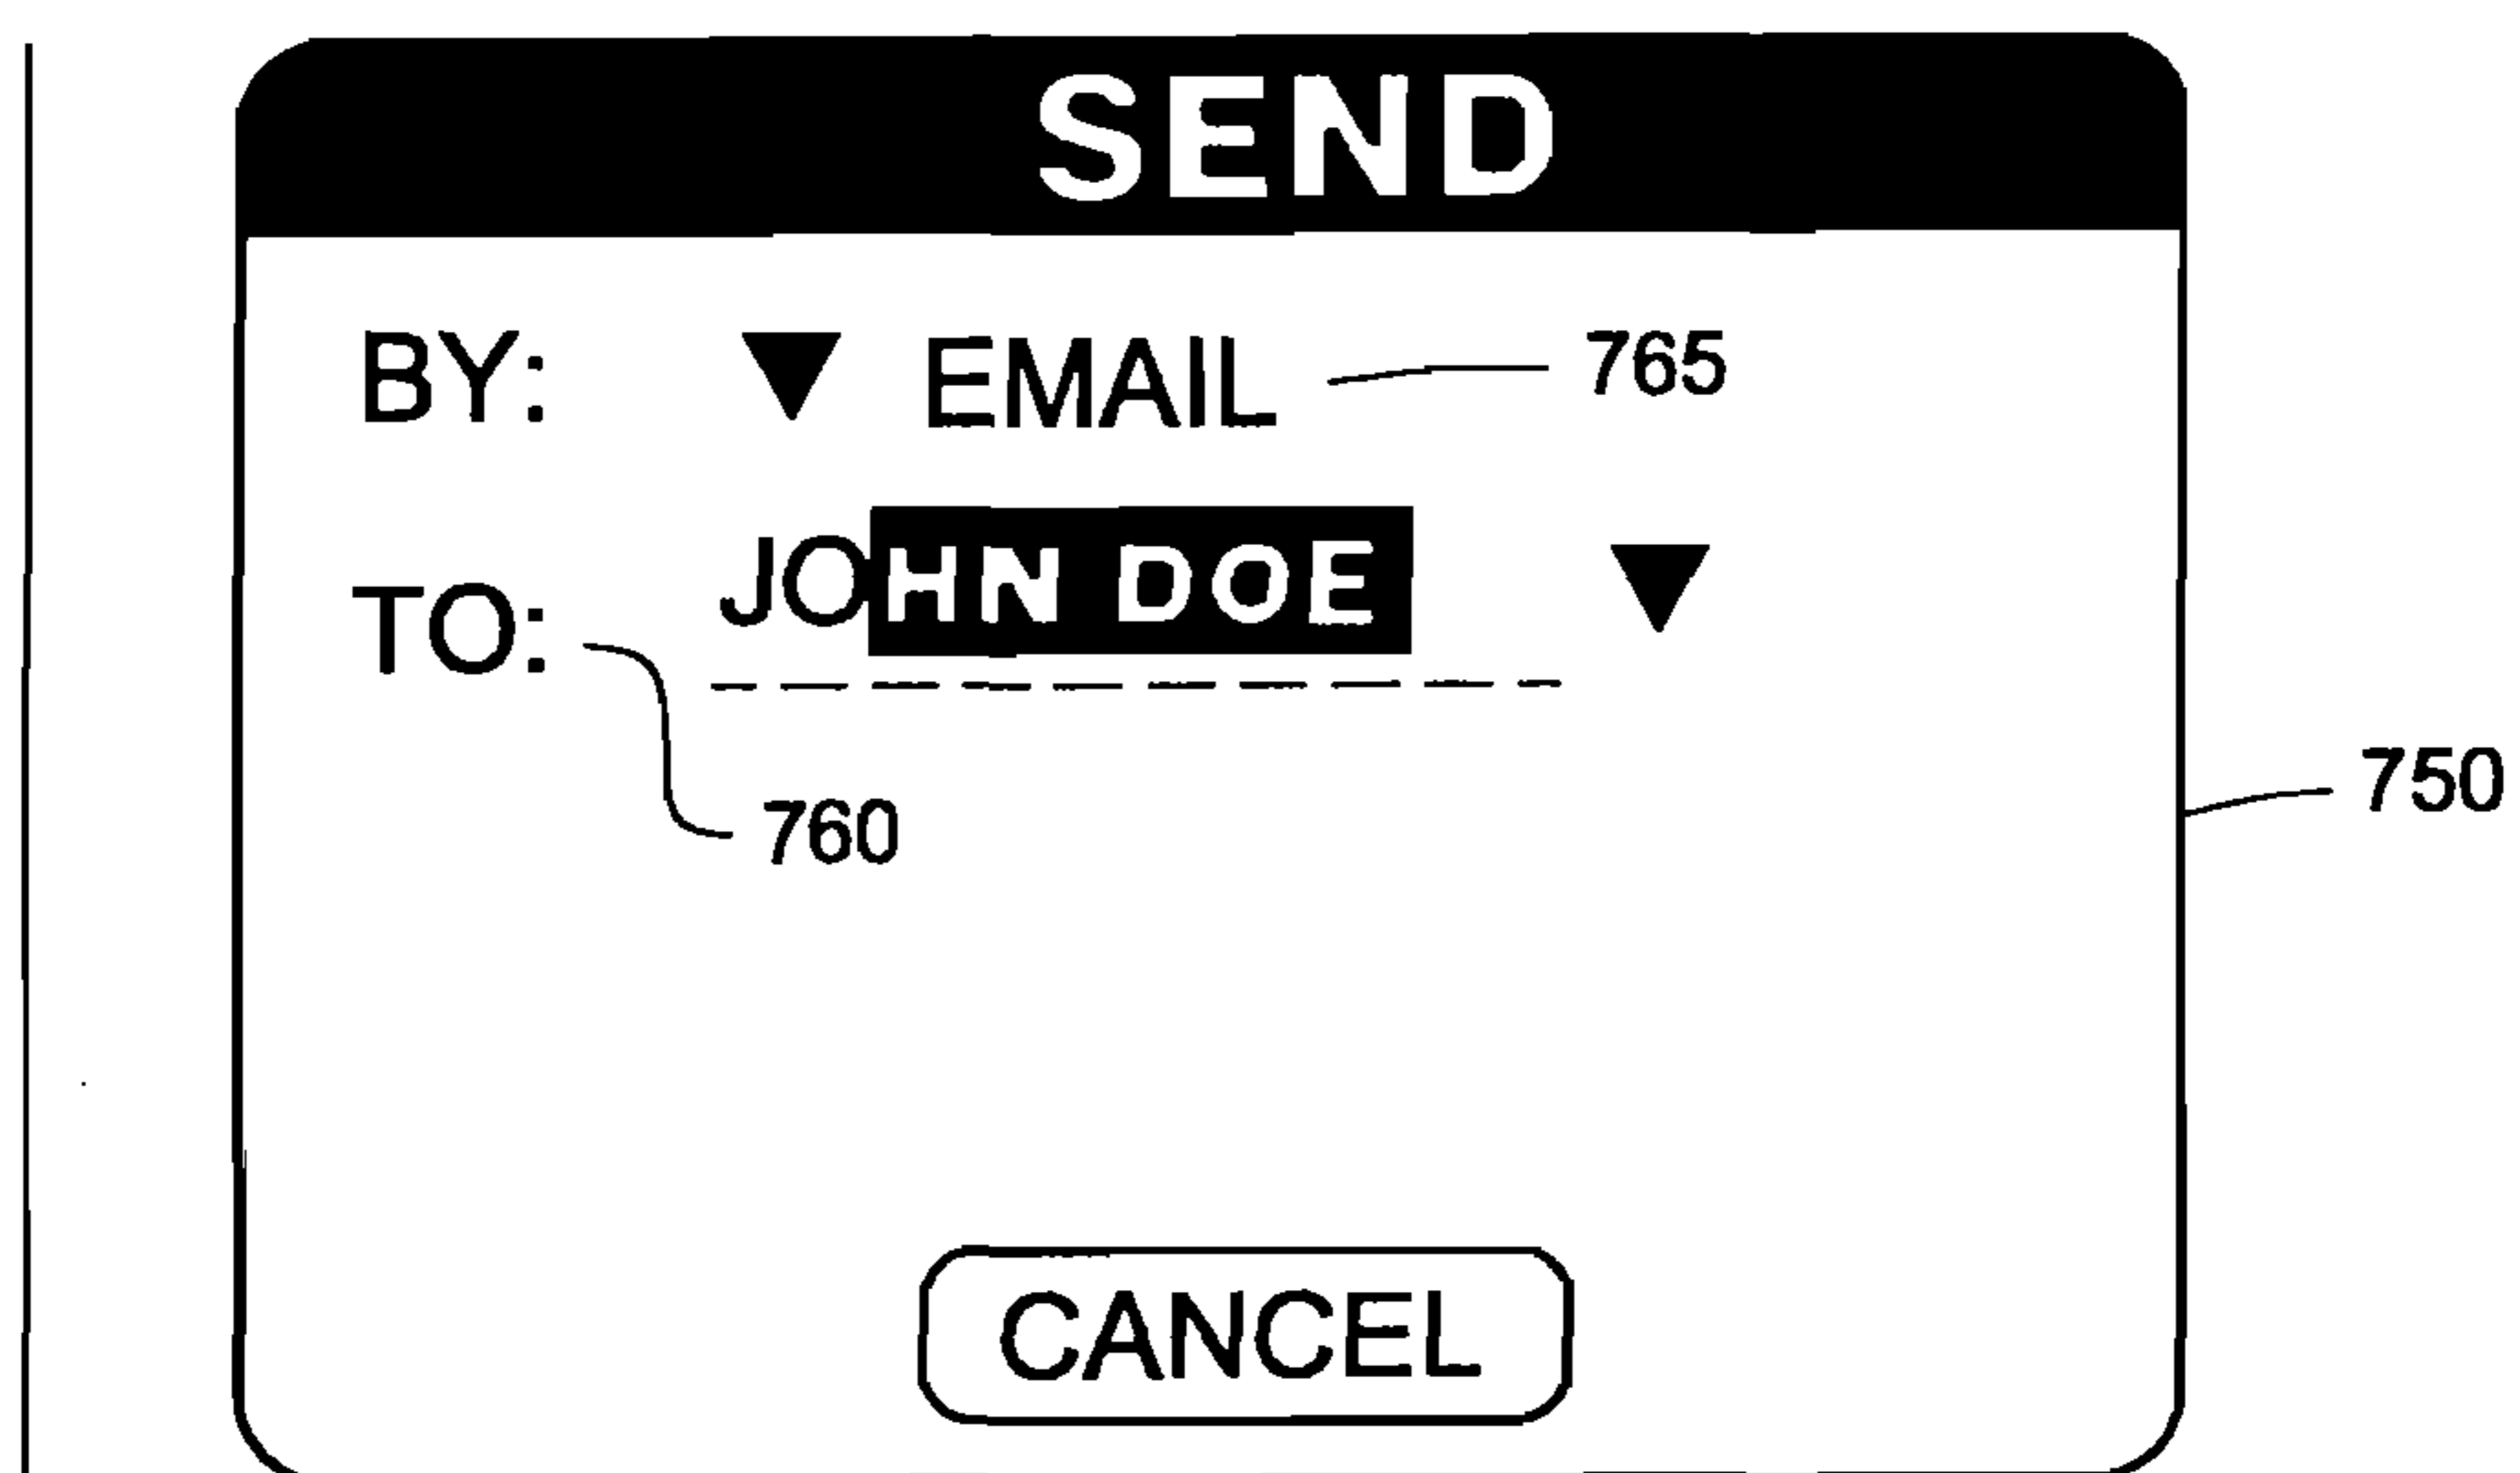 SEND
BY: ▼ EMAIL 765
JOHN DOE ▼
TO:
750
760
CANCEL